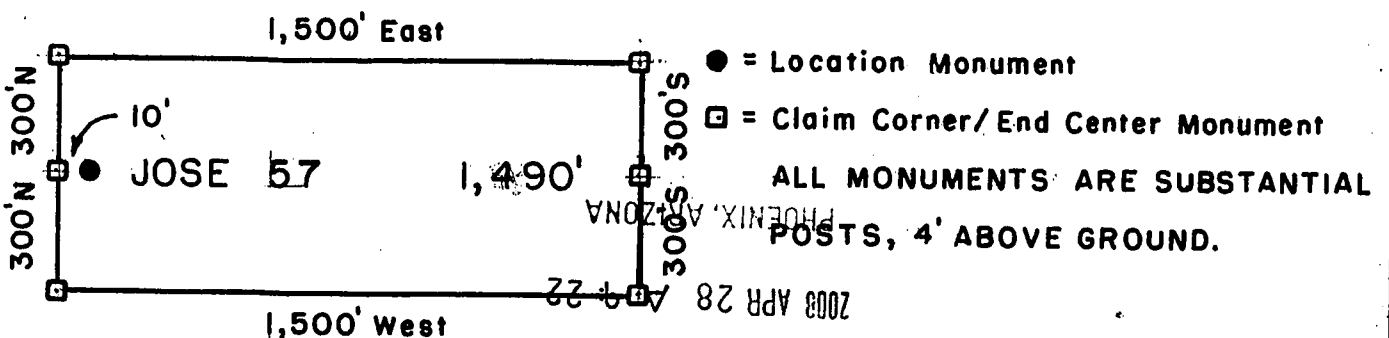 1,500' East
300'N
300'N
10'
JOSE 57
1,490'
300'S
300'S
1,500' West
● = Location Monument
⊡ = Claim Corner/End Center Monument
ALL MONUMENTS ARE SUBSTANTIAL
POSTS, 4' ABOVE GROUND.
PHOENIX, ARIZONA
2008 APR 28 A 9: 22